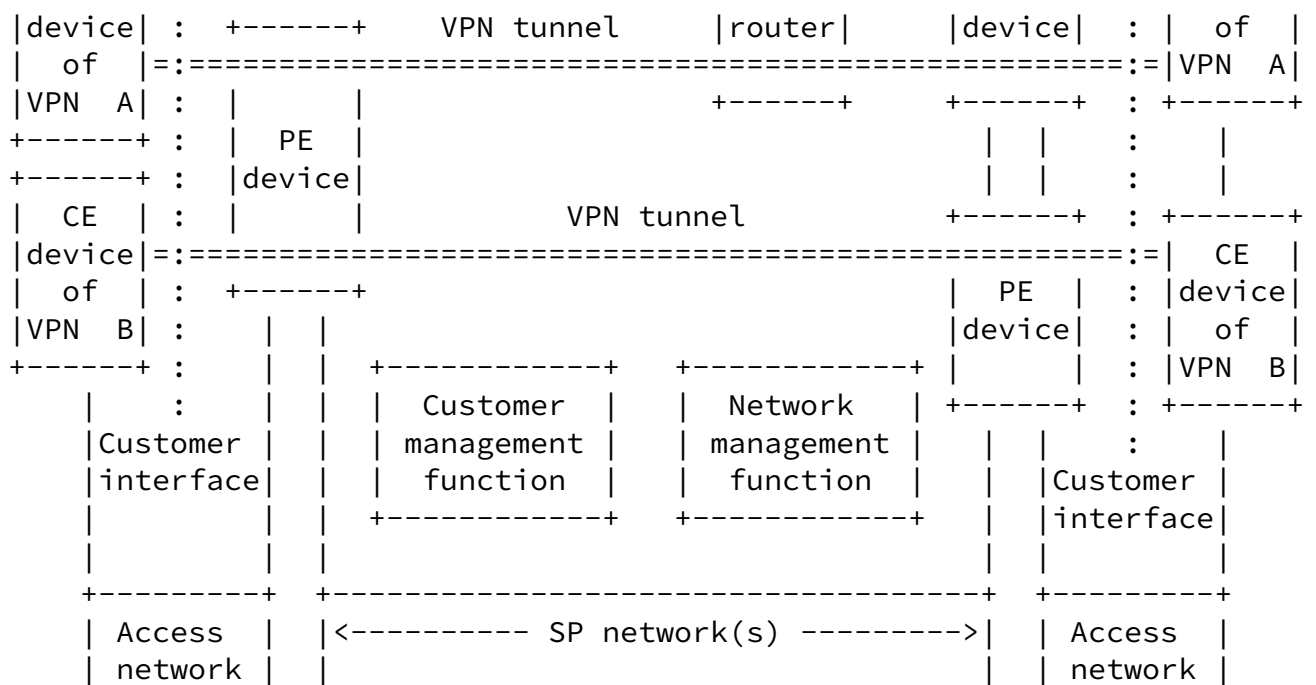 |device| :  +------+    VPN tunnel     |router|     |device|  : |  of  |
|  of  |=:====================================================:=|VPN  A|
|VPN  A| :  |      |                   +------+     +------+  : +------+
+------+ :  |  PE  |                                  |  |    :    |
+------+ :  |device|                                  |  |    :    |
|  CE  | :  |      |           VPN tunnel           +------+  : +------+
|device|=:====================================================:=|  CE  |
|  of  | :  +------+                                |  PE  |  : |device|
|VPN  B| :    |  |                                  |device|  : |  of  |
+------+ :    |  |  +------------+   +------------+ |      |  : |VPN  B|
    |    :    |  |  |  Customer  |   |  Network   | +------+  : +------+
    |Customer |  |  | management |   | management |   |  |    :    |
    |interface|  |  |  function  |   |  function  |   |  |Customer |
    |         |  |  +------------+   +------------+   |  |interface|
    |         |  |                                    |  |         |
    +---------+  +------------------------------------+  +---------+
    | Access  |  |<---------- SP network(s) --------->|  | Access  |
    | network |  |                                    |  | network |